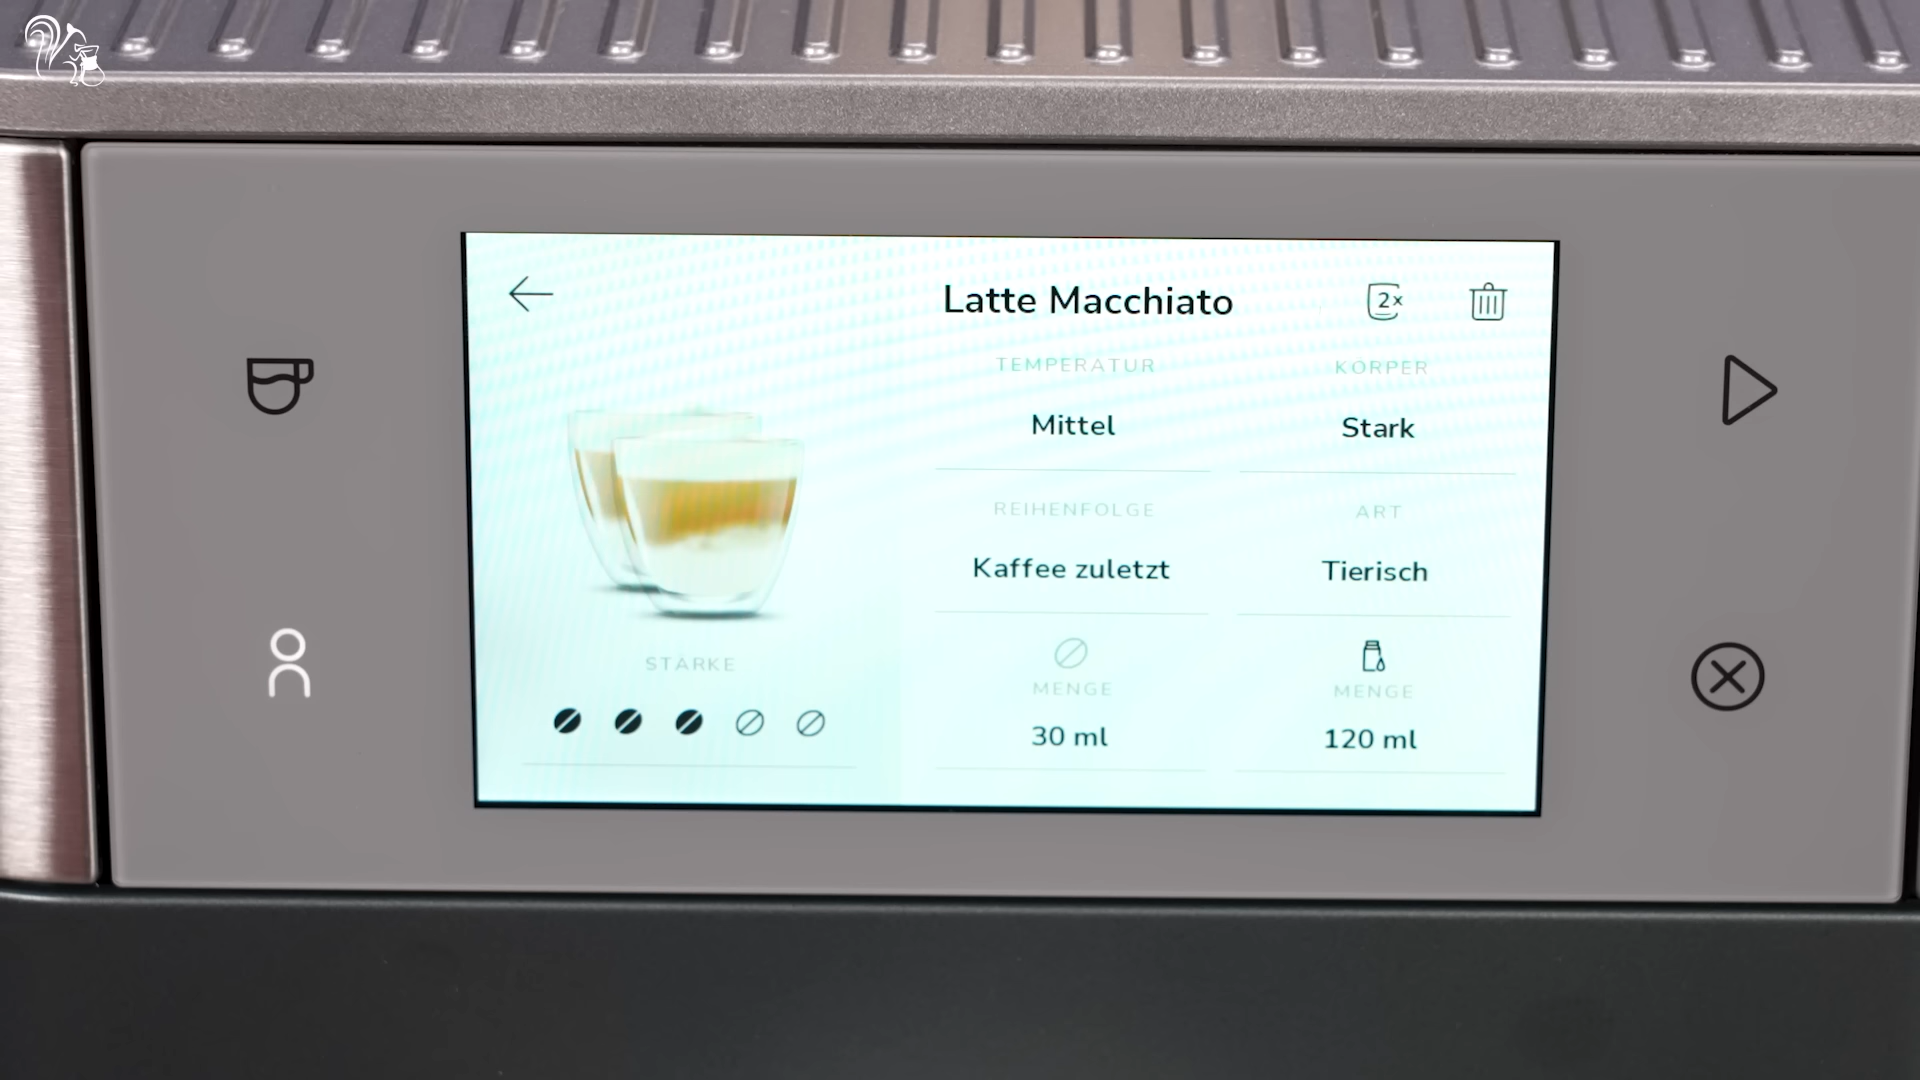 Latte Macchiato
2x
TEMPERATUR
KÖRPER
Mittel
Stark
REIHENFOLGE
ART
Kaffee zuletzt
Tierisch
STÄRKE
MENGE
MENGE
30 ml
120 ml